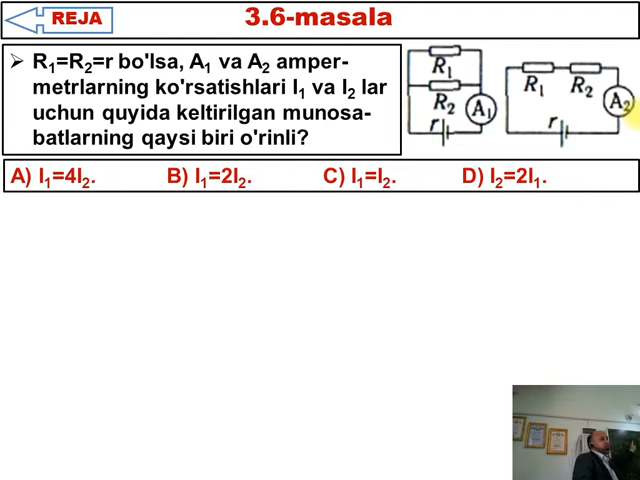 REJA
3.6-masala
➢ R₁=R₂=r bo'lsa, A₁ va A₂ amper-
metrlarning ko'rsatishlari I₁ va I₂ lar
uchun quyida keltirilgan munosa-
batlarning qaysi biri o'rinli?
R₁
R₂
A₁
r
R₁
R₂
A₂
r
A) I₁=4I₂. B) I₁=2I₂. C) I₁=I₂. D) I₂=2I₁.